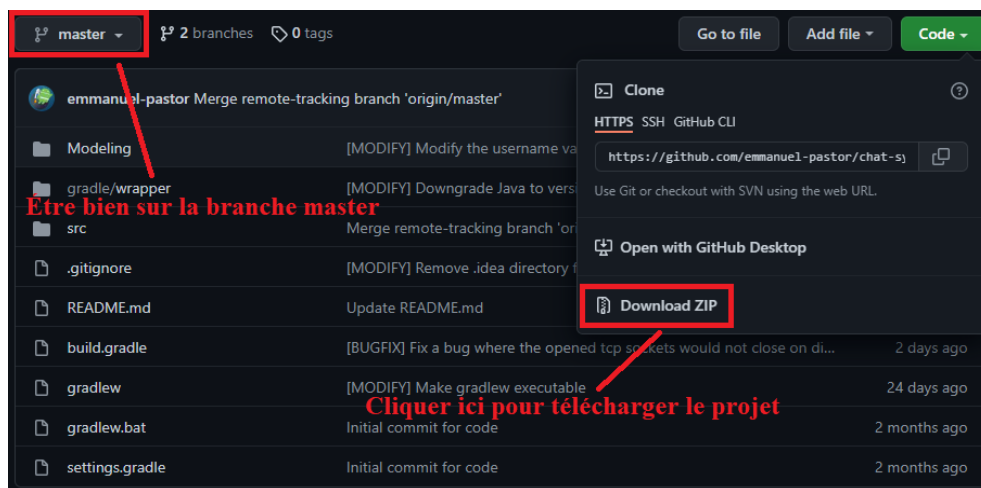 master 2 branches 0 tags Go to file Add file Code
emmanuel-pastor Merge remote-tracking branch 'origin/master'
Clone
HTTPS SSH GitHub CLI
https://github.com/emmanuel-pastor/chat-sy
Use Git or checkout with SVN using the web URL.
Open with GitHub Desktop
Download ZIP
Modeling [MODIFY] Modify the username va
gradle/wrapper [MODIFY] Downgrade Java to versi
Être bien sur la branche master
src Merge remote-tracking branch 'ori
.gitignore [MODIFY] Remove .idea directory f
README.md Update README.md
build.gradle [BUGFIX] Fix a bug where the opened tcp sockets would not close on di... 2 days ago
gradlew [MODIFY] Make gradlew executable 24 days ago
Cliquer ici pour télécharger le projet
gradlew.bat Initial commit for code 2 months ago
settings.gradle Initial commit for code 2 months ago